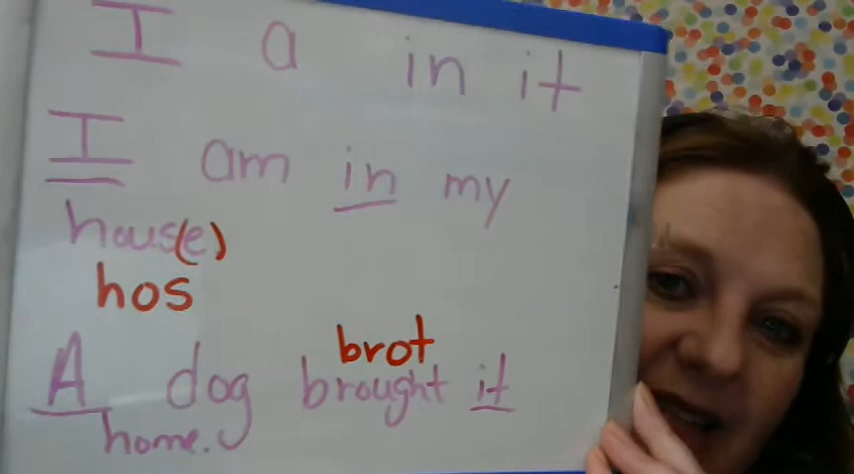 I a in it
I am in my
hous(e)
hos
brot
A dog brought it
home.